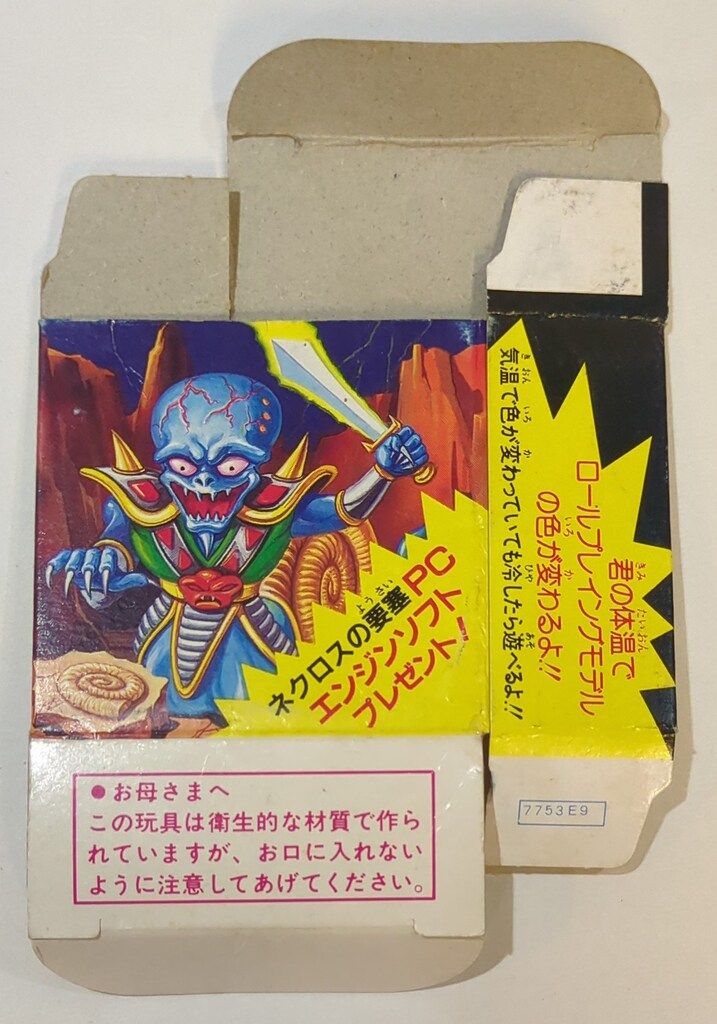 ネクロスの要塞PC
エンジンソフト
プレゼント!
君の体温で
ロールプレイングモデル
の色が変わるよ!!
気温で色が変わっていても冷したら遊べるよ!!
●お母さまへ
この玩具は衛生的な材質で作ら
れていますが、お口に入れない
ように注意してあげてください。
7753E9